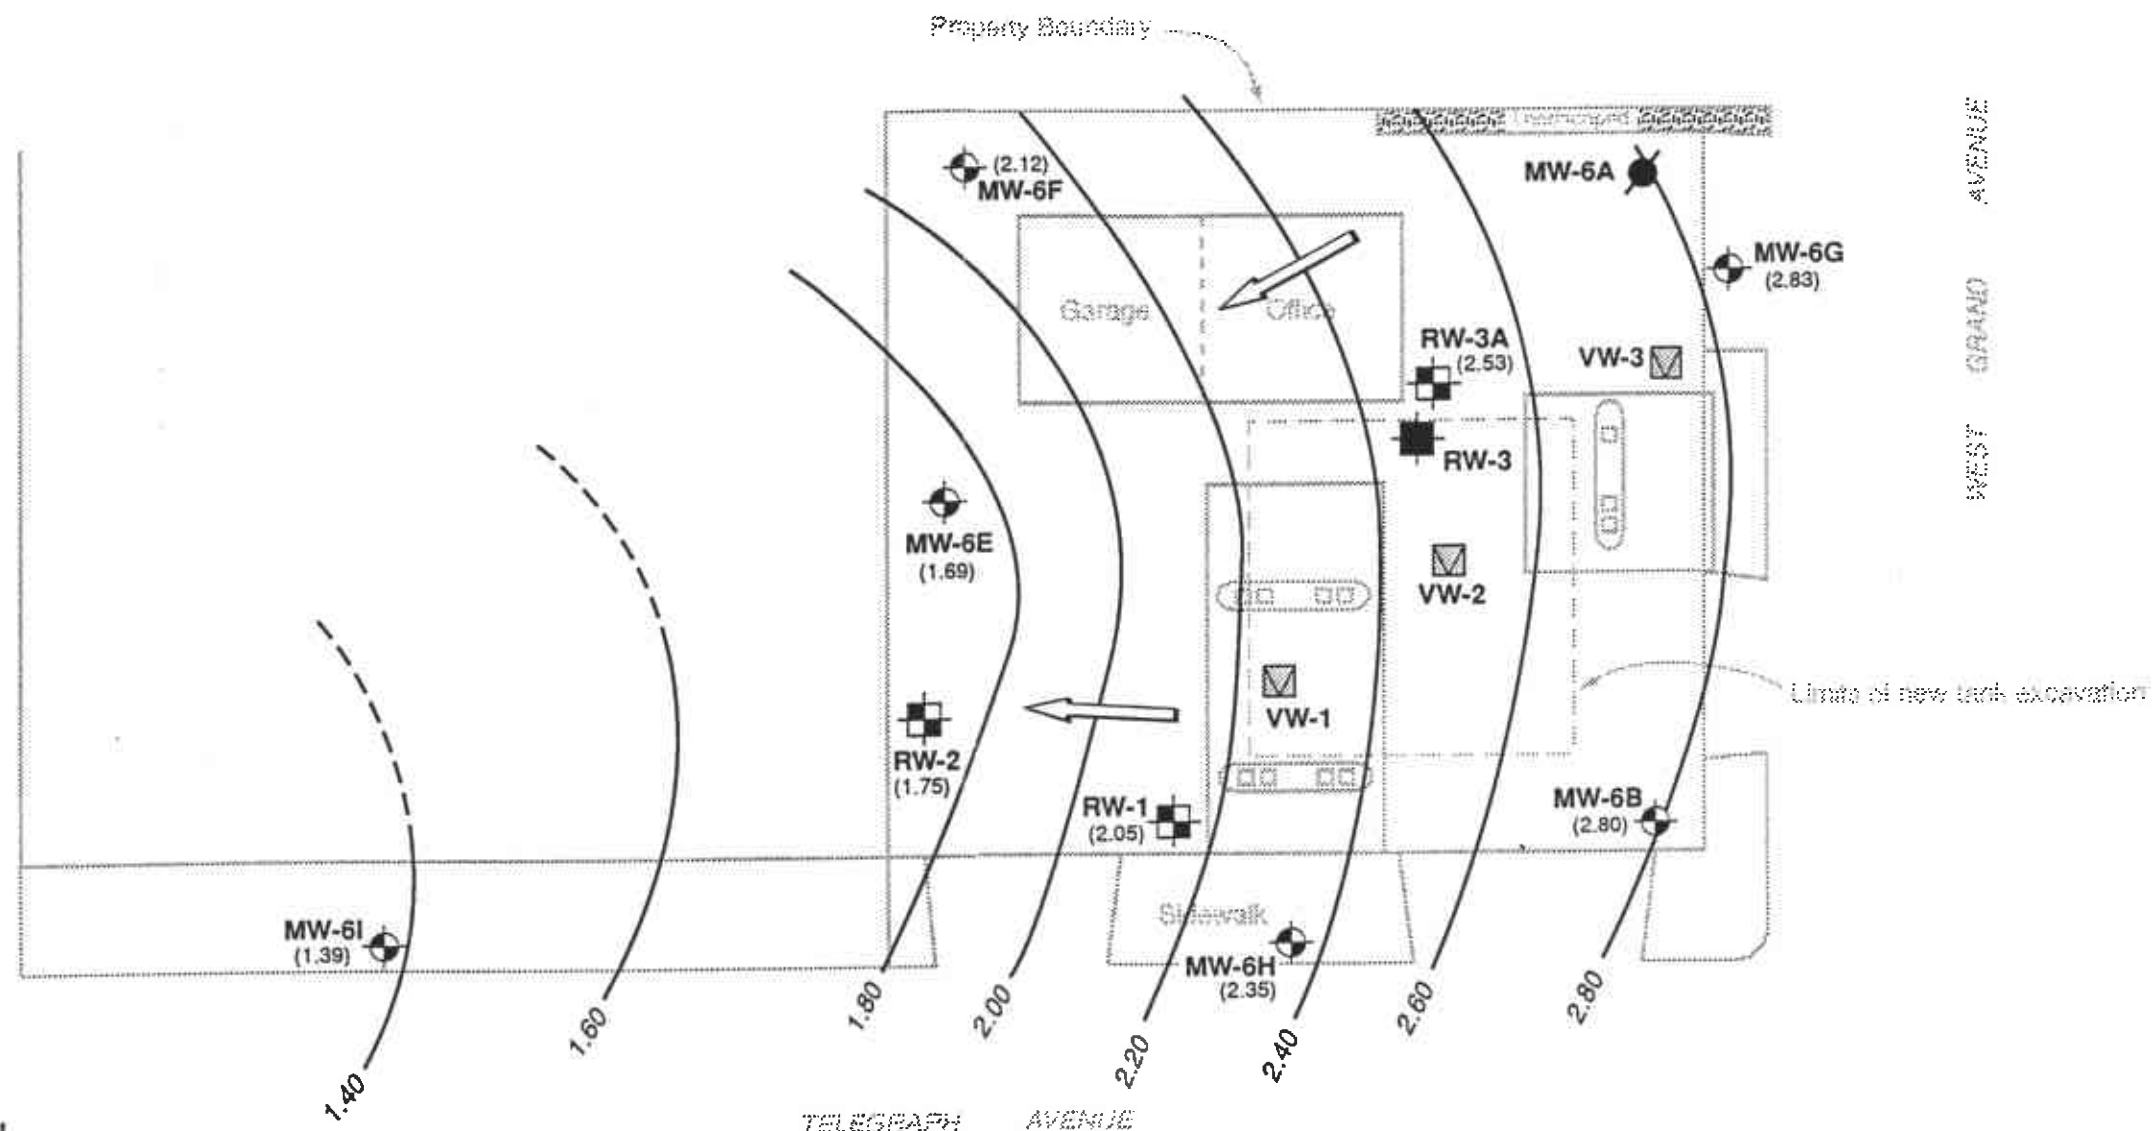 Property Boundary
(2.12)
MW-6F
MW-6A
MW-6G
(2.83)
Garage
Office
RW-3A
(2.53)
VW-3
RW-3
MW-6E
(1.69)
VW-2
VW-1
Limits of new tank excavation
RW-2
(1.75)
RW-1
(2.05)
MW-6B
(2.80)
Sidewalk
MW-6I
(1.39)
MW-6H
(2.35)
1.40
1.60
1.80
2.00
2.20
2.40
2.60
2.80
TELEGRAPH AVENUE
WEST GRAND AVENUE